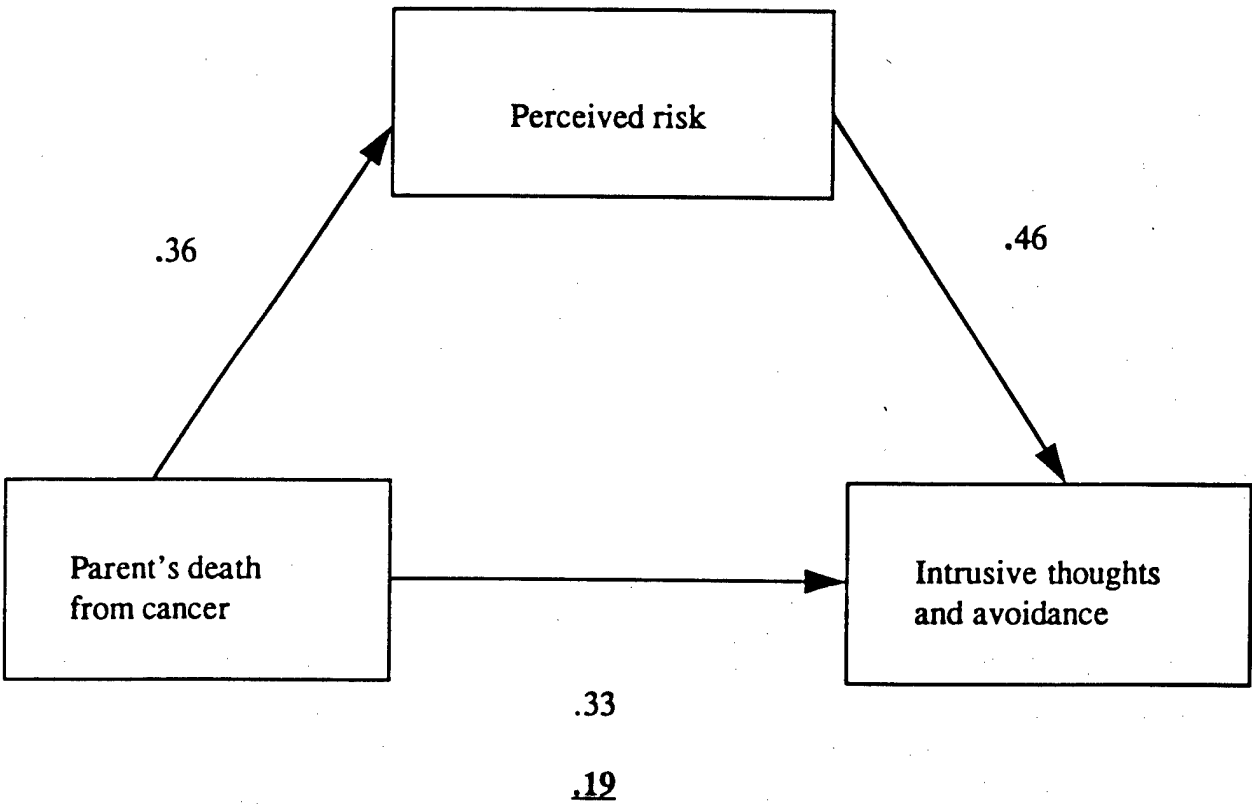 Perceived risk
.36
.46
Parent's death
from cancer
Intrusive thoughts
and avoidance
.33
.19